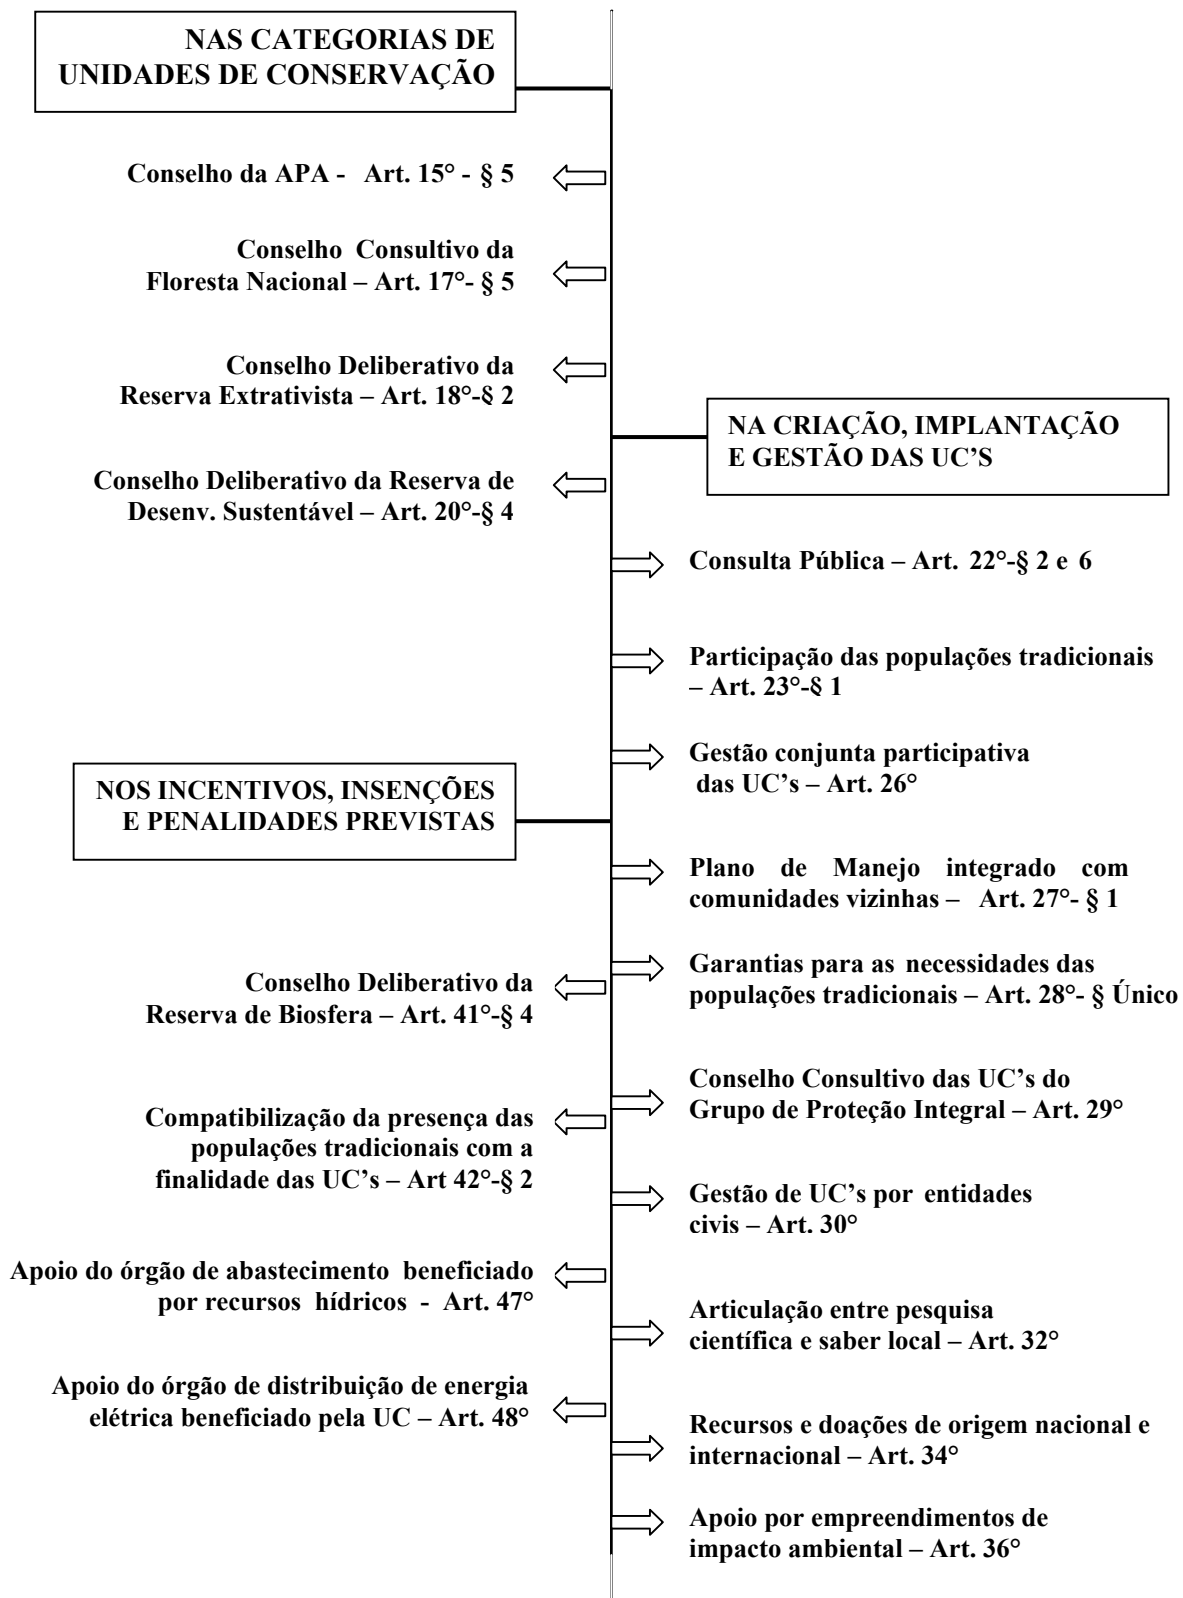 NAS CATEGORIAS DE
UNIDADES DE CONSERVAÇÃO
Conselho da APA - Art. 15° - § 5
Conselho Consultivo da
Floresta Nacional – Art. 17°- § 5
Conselho Deliberativo da
Reserva Extrativista – Art. 18°-§ 2
Conselho Deliberativo da Reserva de
Desenv. Sustentável – Art. 20°-§ 4
NA CRIAÇÃO, IMPLANTAÇÃO
E GESTÃO DAS UC’S
Consulta Pública – Art. 22°-§ 2 e 6
Participação das populações tradicionais
– Art. 23°-§ 1
Gestão conjunta participativa
das UC’s – Art. 26°
Plano de Manejo integrado com
comunidades vizinhas – Art. 27°- § 1
Garantias para as necessidades das
populações tradicionais – Art. 28°- § Único
Conselho Consultivo das UC’s do
Grupo de Proteção Integral – Art. 29°
Gestão de UC’s por entidades
civis – Art. 30°
Articulação entre pesquisa
científica e saber local – Art. 32°
Recursos e doações de origem nacional e
internacional – Art. 34°
Apoio por empreendimentos de
impacto ambiental – Art. 36°
NOS INCENTIVOS, INSENÇÕES
E PENALIDADES PREVISTAS
Conselho Deliberativo da
Reserva de Biosfera – Art. 41°-§ 4
Compatibilização da presença das
populações tradicionais com a
finalidade das UC’s – Art 42°-§ 2
Apoio do órgão de abastecimento beneficiado
por recursos hídricos - Art. 47°
Apoio do órgão de distribuição de energia
elétrica beneficiado pela UC – Art. 48°